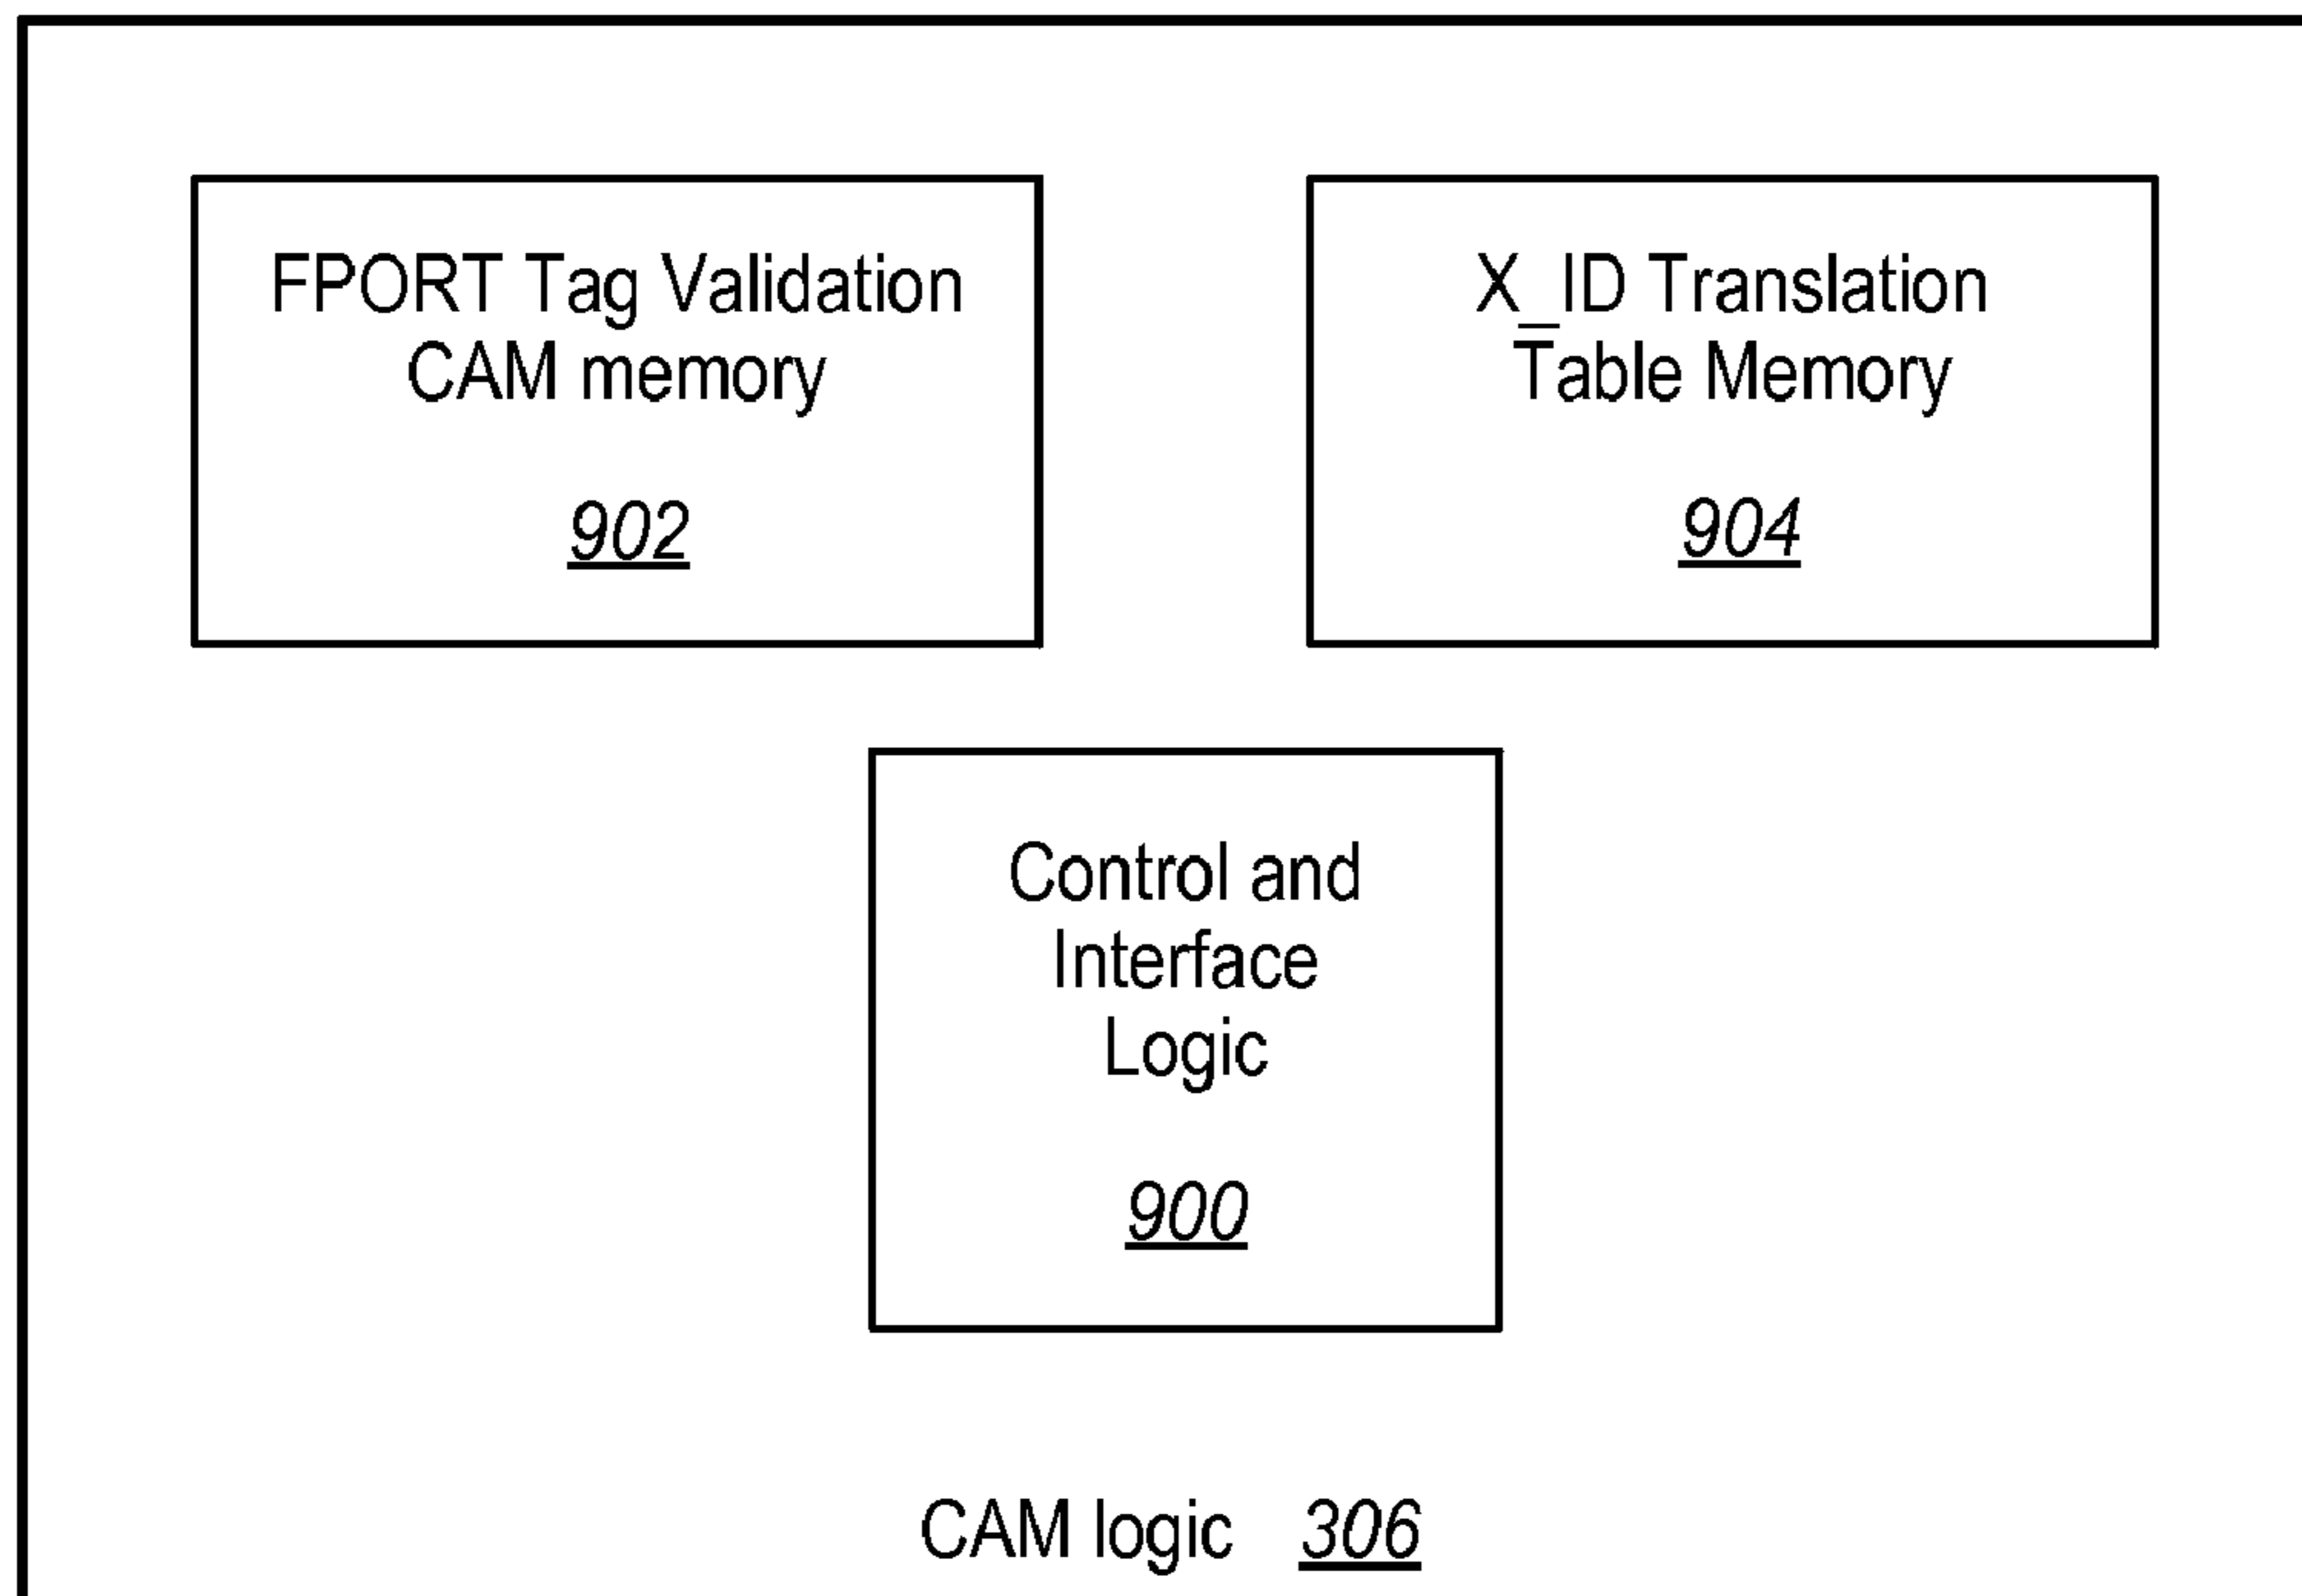 FPORT Tag Validation
CAM memory
902
X_ID Translation
Table Memory
904
Control and
Interface
Logic
900
CAM logic 306